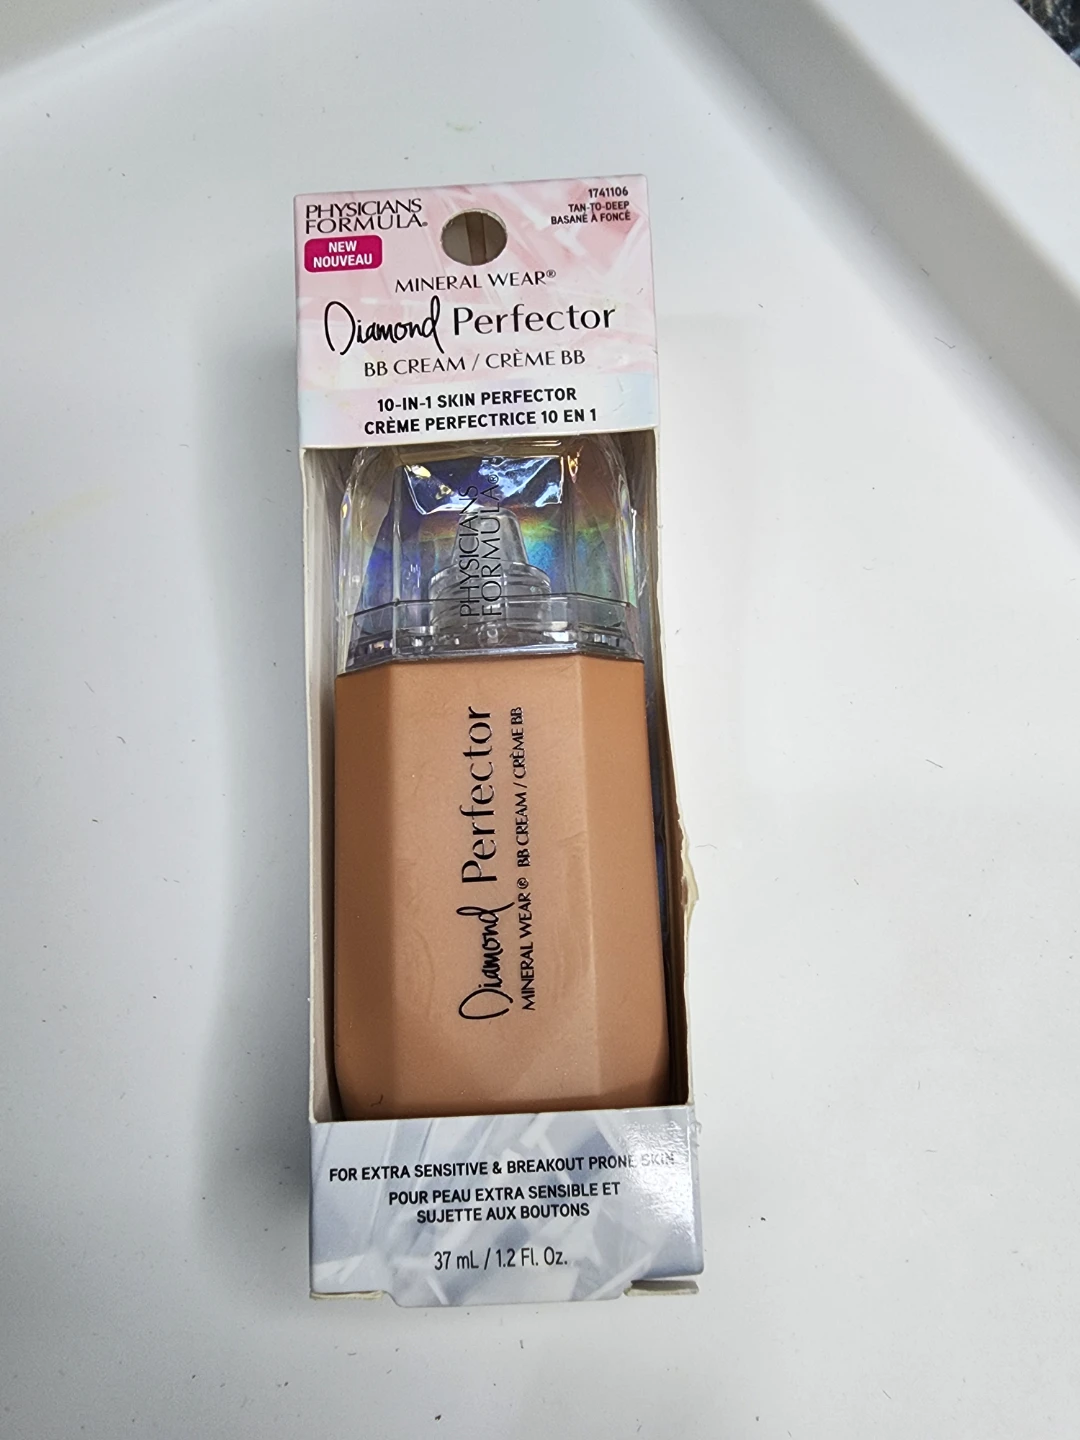 PHYSICIANS
FORMULA®
NEW
NOUVEAU
1741106
TAN-TO-DEEP
BASANÉ À FONCÉ
MINERAL WEAR®
Diamond Perfector
BB CREAM / CRÈME BB
10-IN-1 SKIN PERFECTOR
CRÈME PERFECTRICE 10 EN 1
PHYSICIANS
FORMULA®
Diamond Perfector
MINERAL WEAR® BB CREAM / CRÈME BB
FOR EXTRA SENSITIVE & BREAKOUT PRONE SKIN
POUR PEAU EXTRA SENSIBLE ET
SUJETTE AUX BOUTONS
37 mL / 1.2 Fl. Oz.